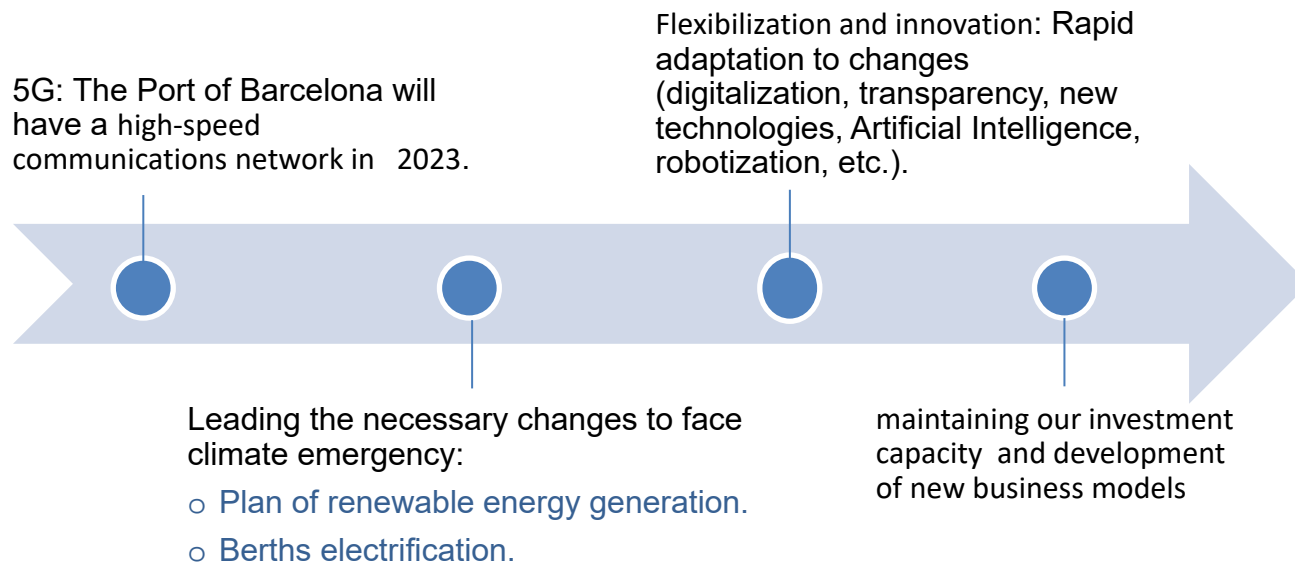 5G: The Port of Barcelona will
have a high-speed
communications network in 2023.
Leading the necessary changes to face
climate emergency:
o Plan of renewable energy generation.
o Berths electrification.
Flexibilization and innovation: Rapid
adaptation to changes
(digitalization, transparency, new
technologies, Artificial Intelligence,
robotization, etc.).
maintaining our investment
capacity and development
of new business models